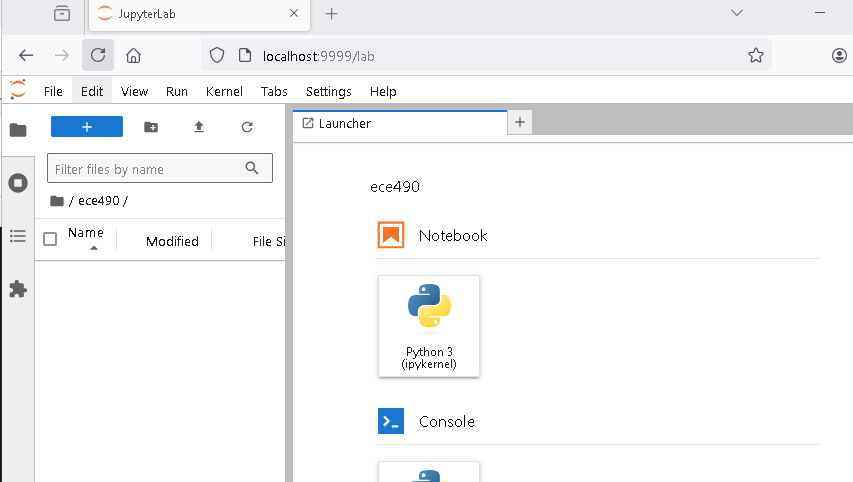 JupyterLab
localhost:9999/lab
File Edit View Run Kernel Tabs Settings Help
Launcher
Filter files by name
/ ece490 /
Name
Modified
File Si
ece490
Notebook
Python 3
(ipykernel)
Console